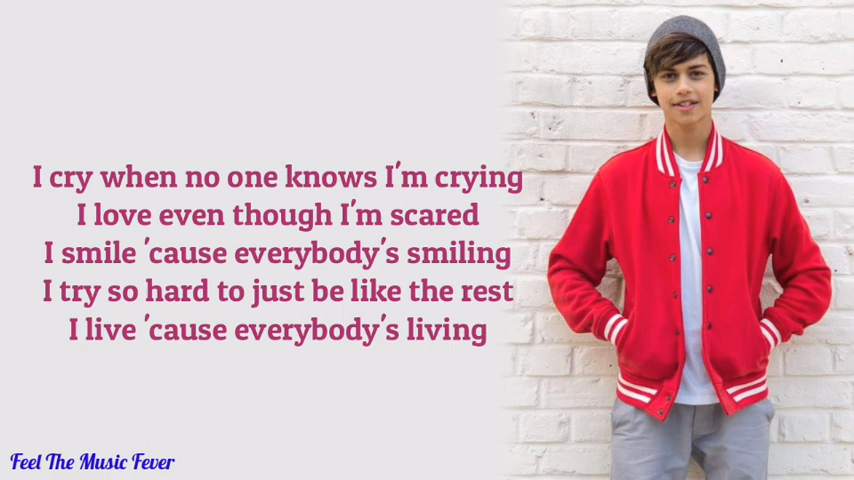 I cry when no one knows I'm crying
I love even though I'm scared
I smile 'cause everybody's smiling
I try so hard to just be like the rest
I live 'cause everybody's living
Feel The Music Fever